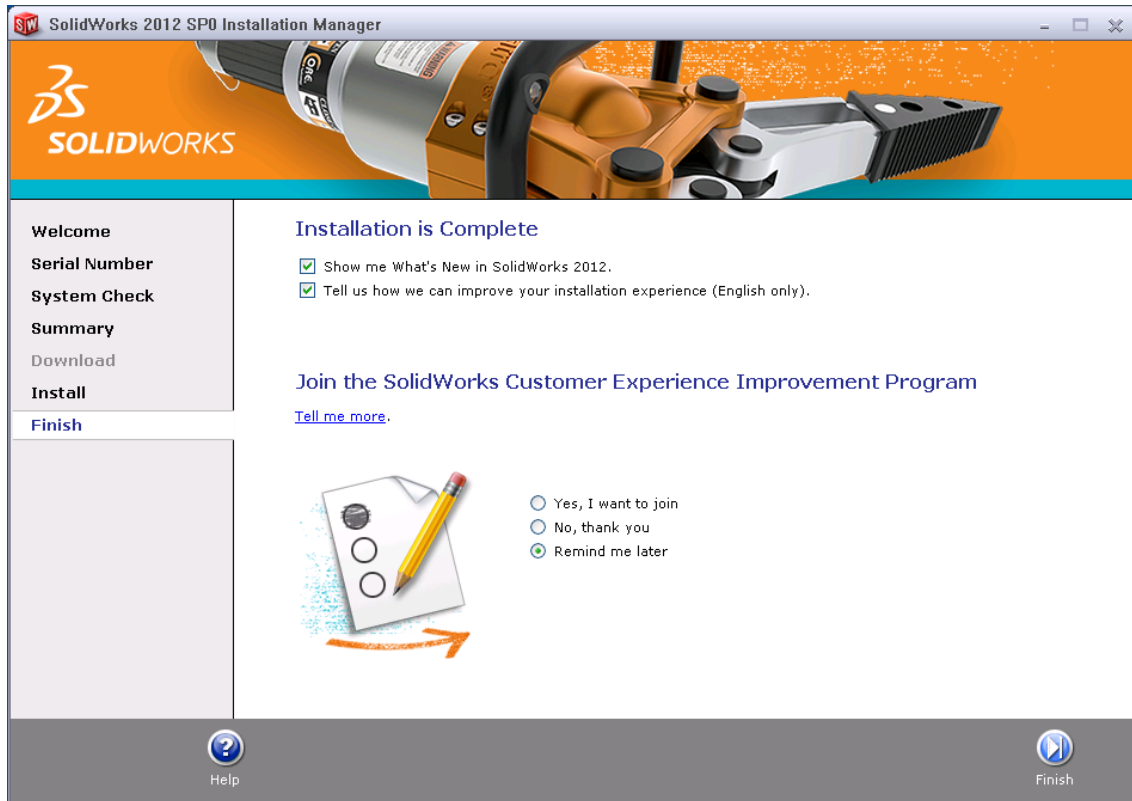 SolidWorks 2012 SP0 Installation Manager
SOLIDWORKS
WARNING
CORE
Welcome
Serial Number
System Check
Summary
Download
Install
Finish
Installation is Complete
Show me What's New in SolidWorks 2012.
Tell us how we can improve your installation experience (English only).
Join the SolidWorks Customer Experience Improvement Program
Tell me more.
Yes, I want to join
No, thank you
Remind me later
Help
Finish